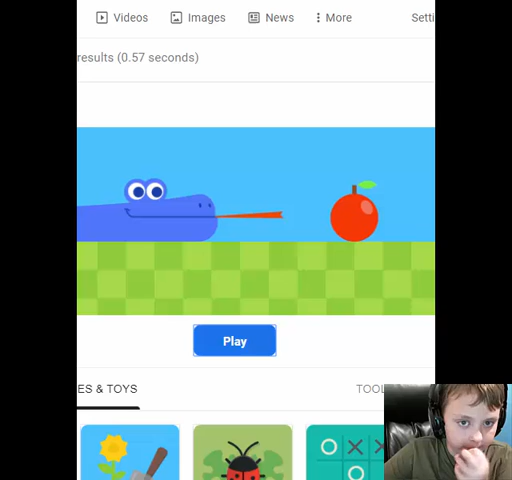 Videos Images News More Setti
results (0.57 seconds)
Play
ES & TOYS TOOL